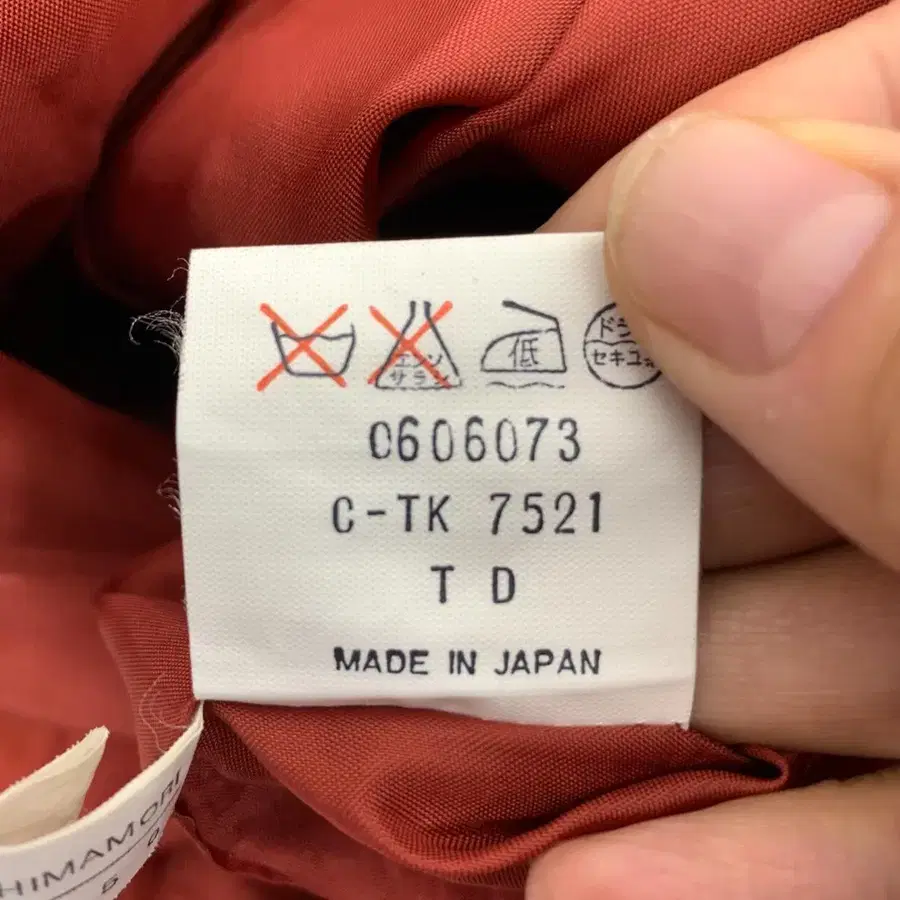 エンソ
サラシ
低
ドラ
セキユ
0606073
C-TK 7521
T D
MADE IN JAPAN
HIMAMORI